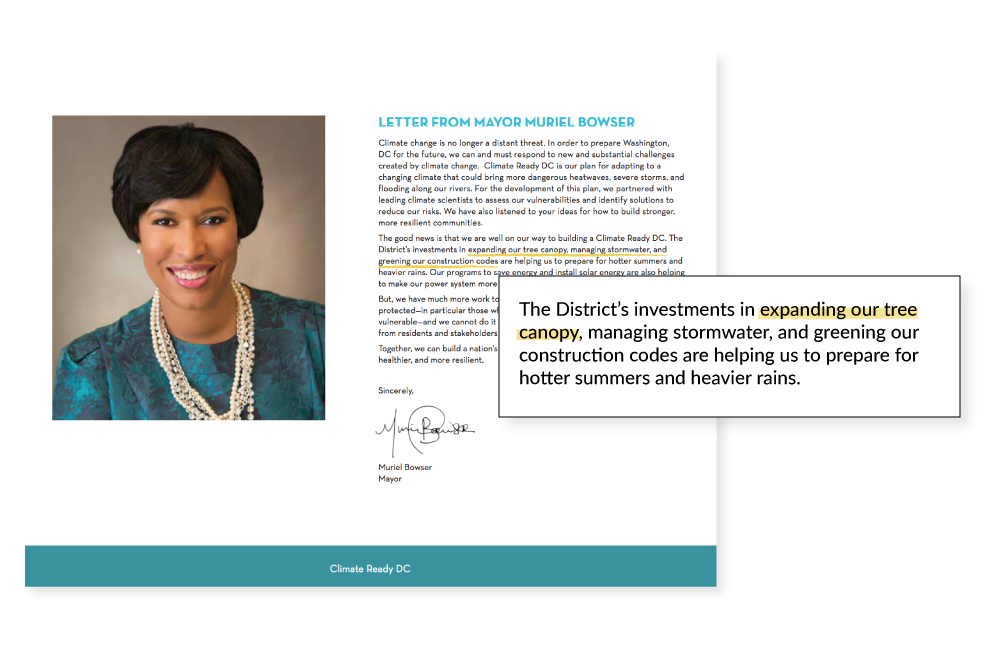 LETTER FROM MAYOR MURIEL BOWSER
Climate change is no longer a distant threat. In order to prepare Washington,
DC for the future, we can and must respond to new and substantial challenges
created by climate change.  Climate Ready DC is our plan for adapting to a
changing climate that could bring more dangerous heatwaves, severe storms, and
flooding along our rivers. For the development of this plan, we partnered with
leading climate scientists to assess our vulnerabilities and identify solutions to
reduce our risks. We have also listened to your ideas for how to build stronger,
more resilient communities.
The good news is that we are well on our way to building a Climate Ready DC. The
District's investments in expanding our tree canopy, managing stormwater, and
greening our construction codes are helping us to prepare for hotter summers and
heavier rains. Our programs to save energy and install solar energy are also helping
to make our power system more
But, we have much more work to
protected—in particular those wh
vulnerable—and we cannot do it
from residents and stakeholders
Together, we can build a nation's
healthier, and more resilient.
The District's investments in expanding our tree
canopy, managing stormwater, and greening our
construction codes are helping us to prepare for
hotter summers and heavier rains.
Sincerely,
Muriel Bowser
Muriel Bowser
Mayor
Climate Ready DC